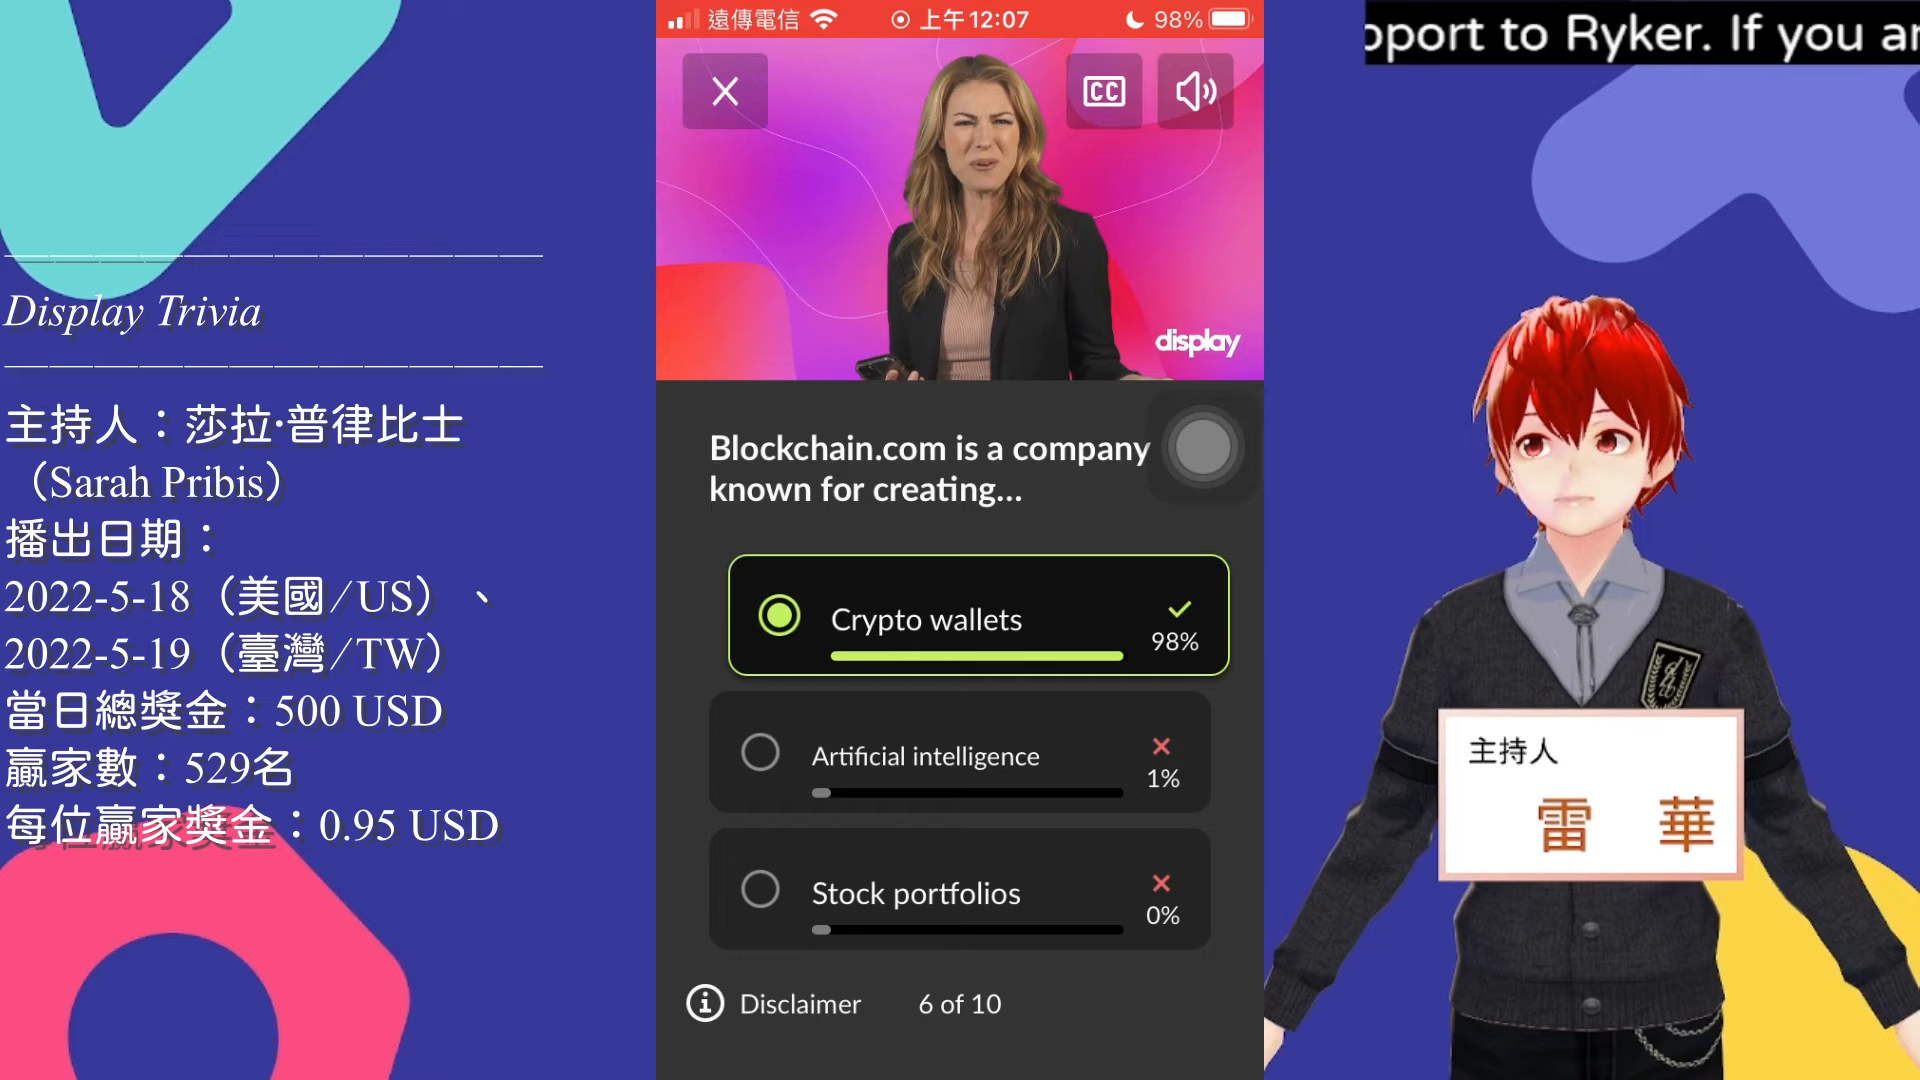 Display Trivia
主持人：莎拉·普律比士
（Sarah Pribis）
播出日期：
2022-5-18（美國/US）、
2022-5-19（臺灣/TW）
當日總獎金：500 USD
贏家數：529名
每位贏家獎金：0.95 USD
遠傳電信 上午12:07 98%
CC
display
Blockchain.com is a company
known for creating...
Crypto wallets
98%
Artificial intelligence
1%
Stock portfolios
0%
Disclaimer 6 of 10
pport to Ryker. If you ar
主持人
雷 華